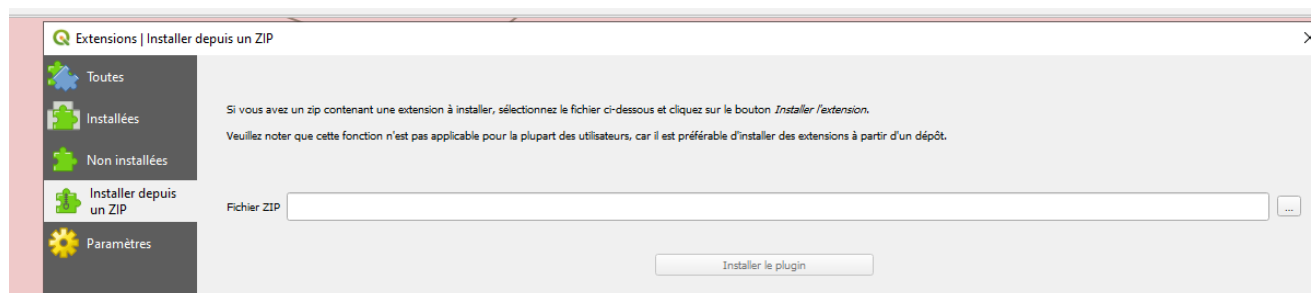 Extensions | Installer depuis un ZIP
Toutes
Installées
Non installées
Installer depuis
un ZIP
Paramètres
Si vous avez un zip contenant une extension à installer, sélectionnez le fichier ci-dessous et cliquez sur le bouton Installer l'extension.
Veuillez noter que cette fonction n'est pas applicable pour la plupart des utilisateurs, car il est préférable d'installer des extensions à partir d'un dépôt.
Fichier ZIP
...
Installer le plugin